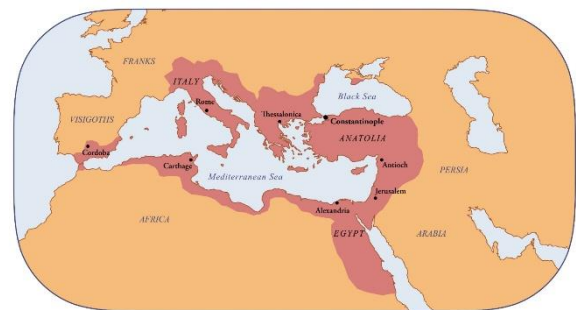 FRANKS
ITALY
Black Sea
Rome
Thessalonica
Constantinople
VISIGOTHS
ANATOLIA
Cordoba
Carthage
Antioch
PERSIA
Mediterranean Sea
Jerusalem
Alexandria
AFRICA
EGYPT
ARABIA